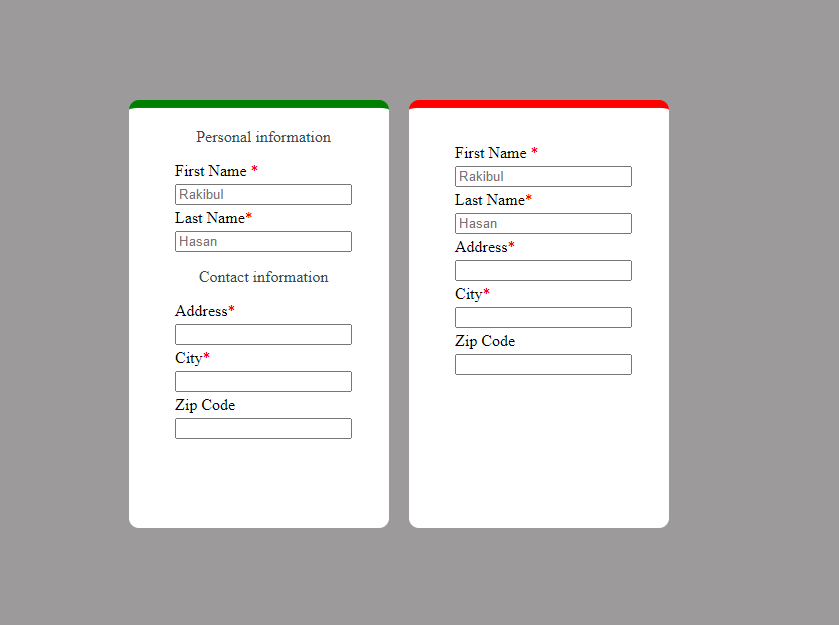 Personal information
First Name *
Rakibul
Last Name*
Hasan
Contact information
Address*
City*
Zip Code
First Name *
Rakibul
Last Name*
Hasan
Address*
City*
Zip Code